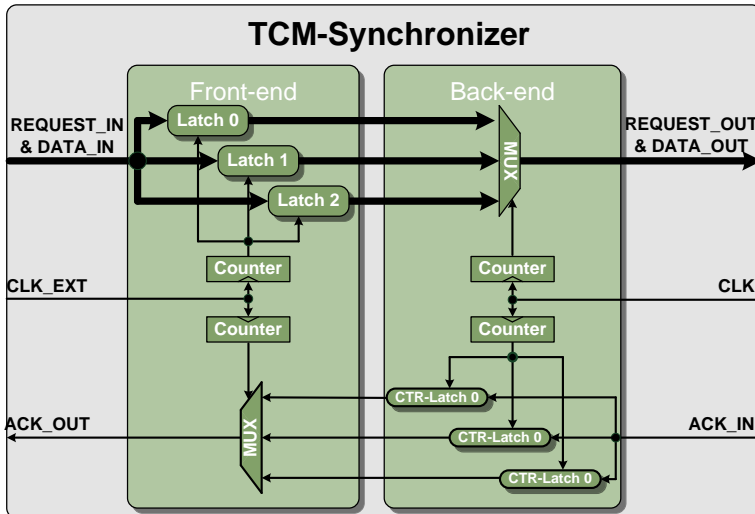 TCM-Synchronizer
Front-end
Back-end
Latch 0
REQUEST_IN
& DATA_IN
REQUEST_OUT
& DATA_OUT
Latch 1
MUX
Latch 2
Counter
Counter
CLK_EXT
CLK
Counter
Counter
CTR-Latch 0
ACK_OUT
MUX
CTR-Latch 0
ACK_IN
CTR-Latch 0